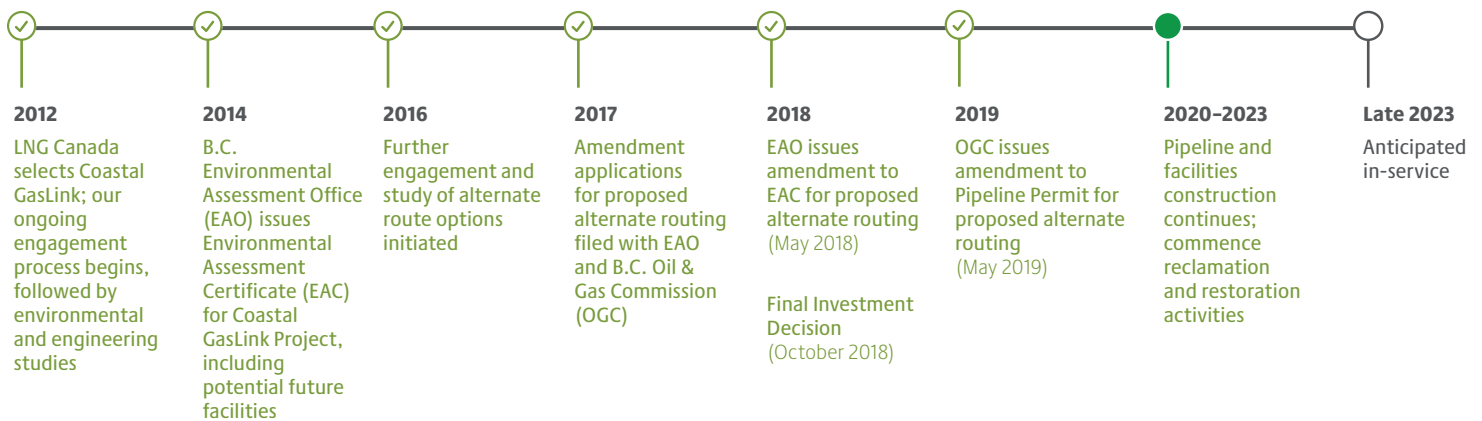 2012
LNG Canada
selects Coastal
GasLink; our
ongoing
engagement
process begins,
followed by
environmental
and engineering
studies
2014
B.C.
Environmental
Assessment Office
(EAO) issues
Environmental
Assessment
Certificate (EAC)
for Coastal
GasLink Project,
including
potential future
facilities
2016
Further
engagement and
study of alternate
route options
initiated
2017
Amendment
applications
for proposed
alternate routing
filed with EAO
and B.C. Oil &
Gas Commission
(OGC)
2018
EAO issues
amendment to
EAC for proposed
alternate routing
(May 2018)
Final Investment
Decision
(October 2018)
2019
OGC issues
amendment to
Pipeline Permit for
proposed alternate
routing
(May 2019)
2020–2023
Pipeline and
facilities
construction
continues;
commence
reclamation
and restoration
activities
Late 2023
Anticipated
in-service